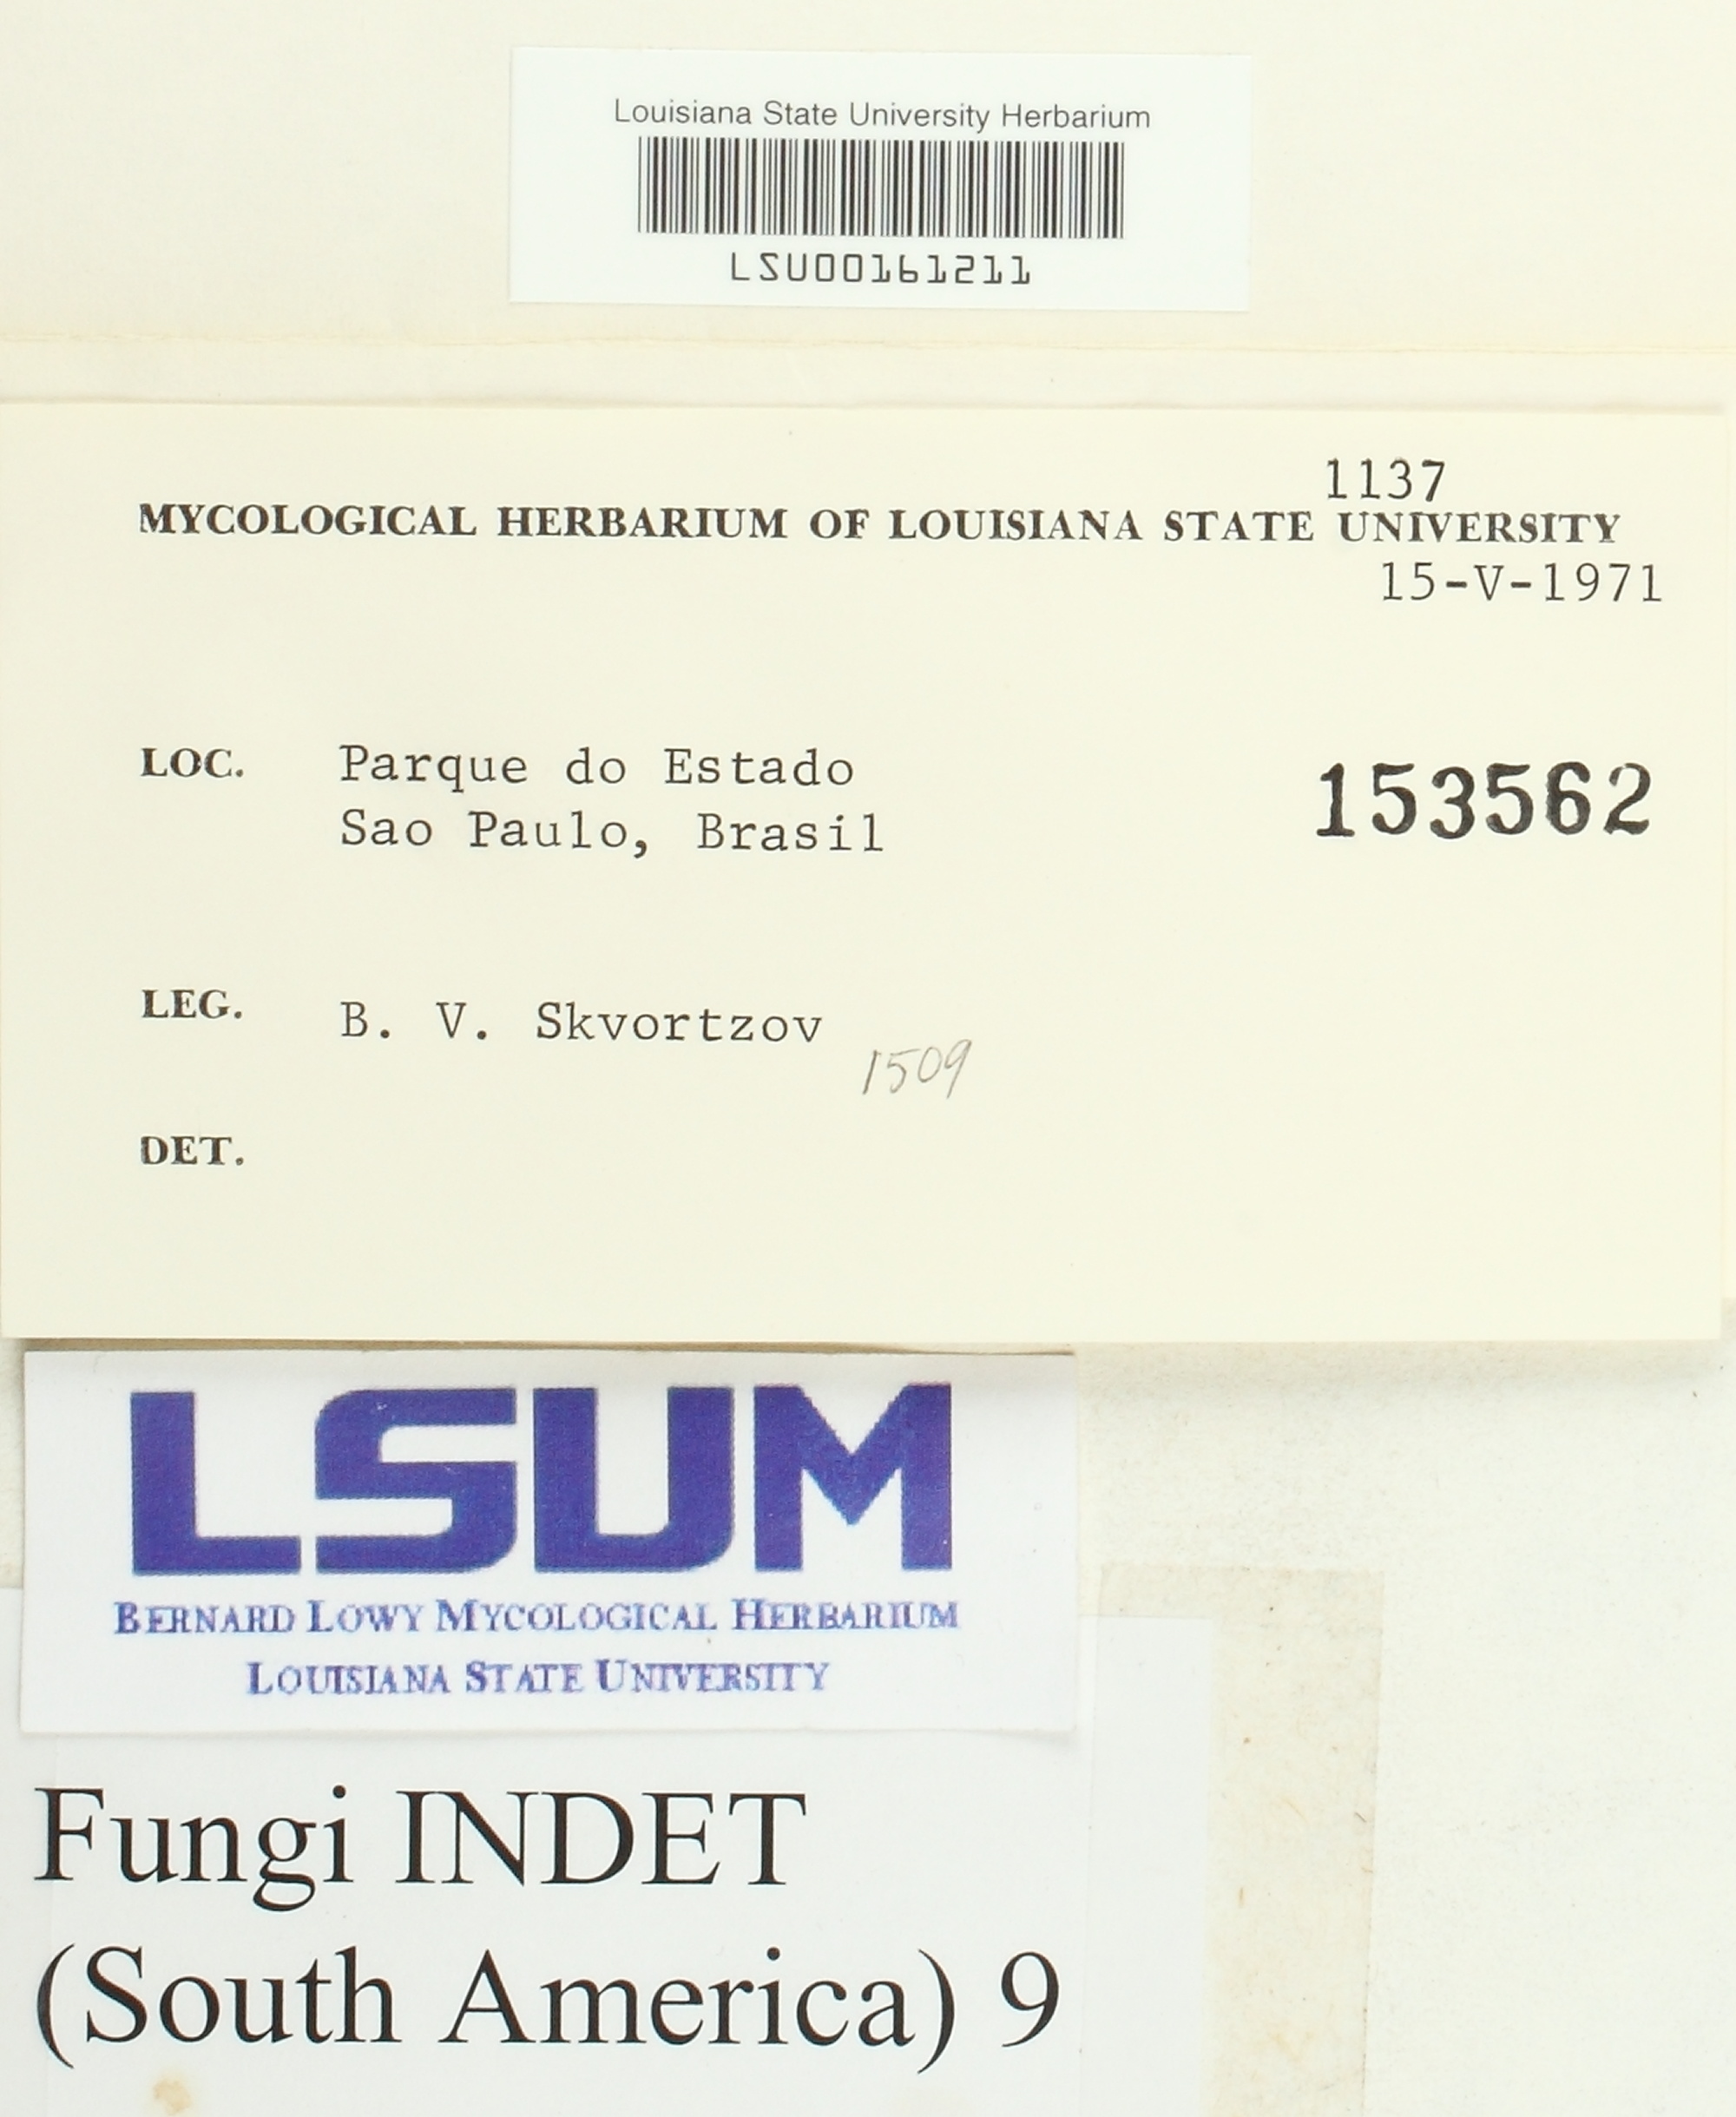 Louisiana State University Herbarium
LSU00161211
1137
MYCOLOGICAL HERBARIUM OF LOUISIANA STATE UNIVERSITY
15-V-1971
LOC. Parque do Estado
Sao Paulo, Brasil
153562
LEG. B. V. Skvortzov
1509
DET.
LSUM
BERNARD LOWY MYCOLOGICAL HERBARIUM
LOUISIANA STATE UNIVERSITY
Fungi INDET
(South America) 9